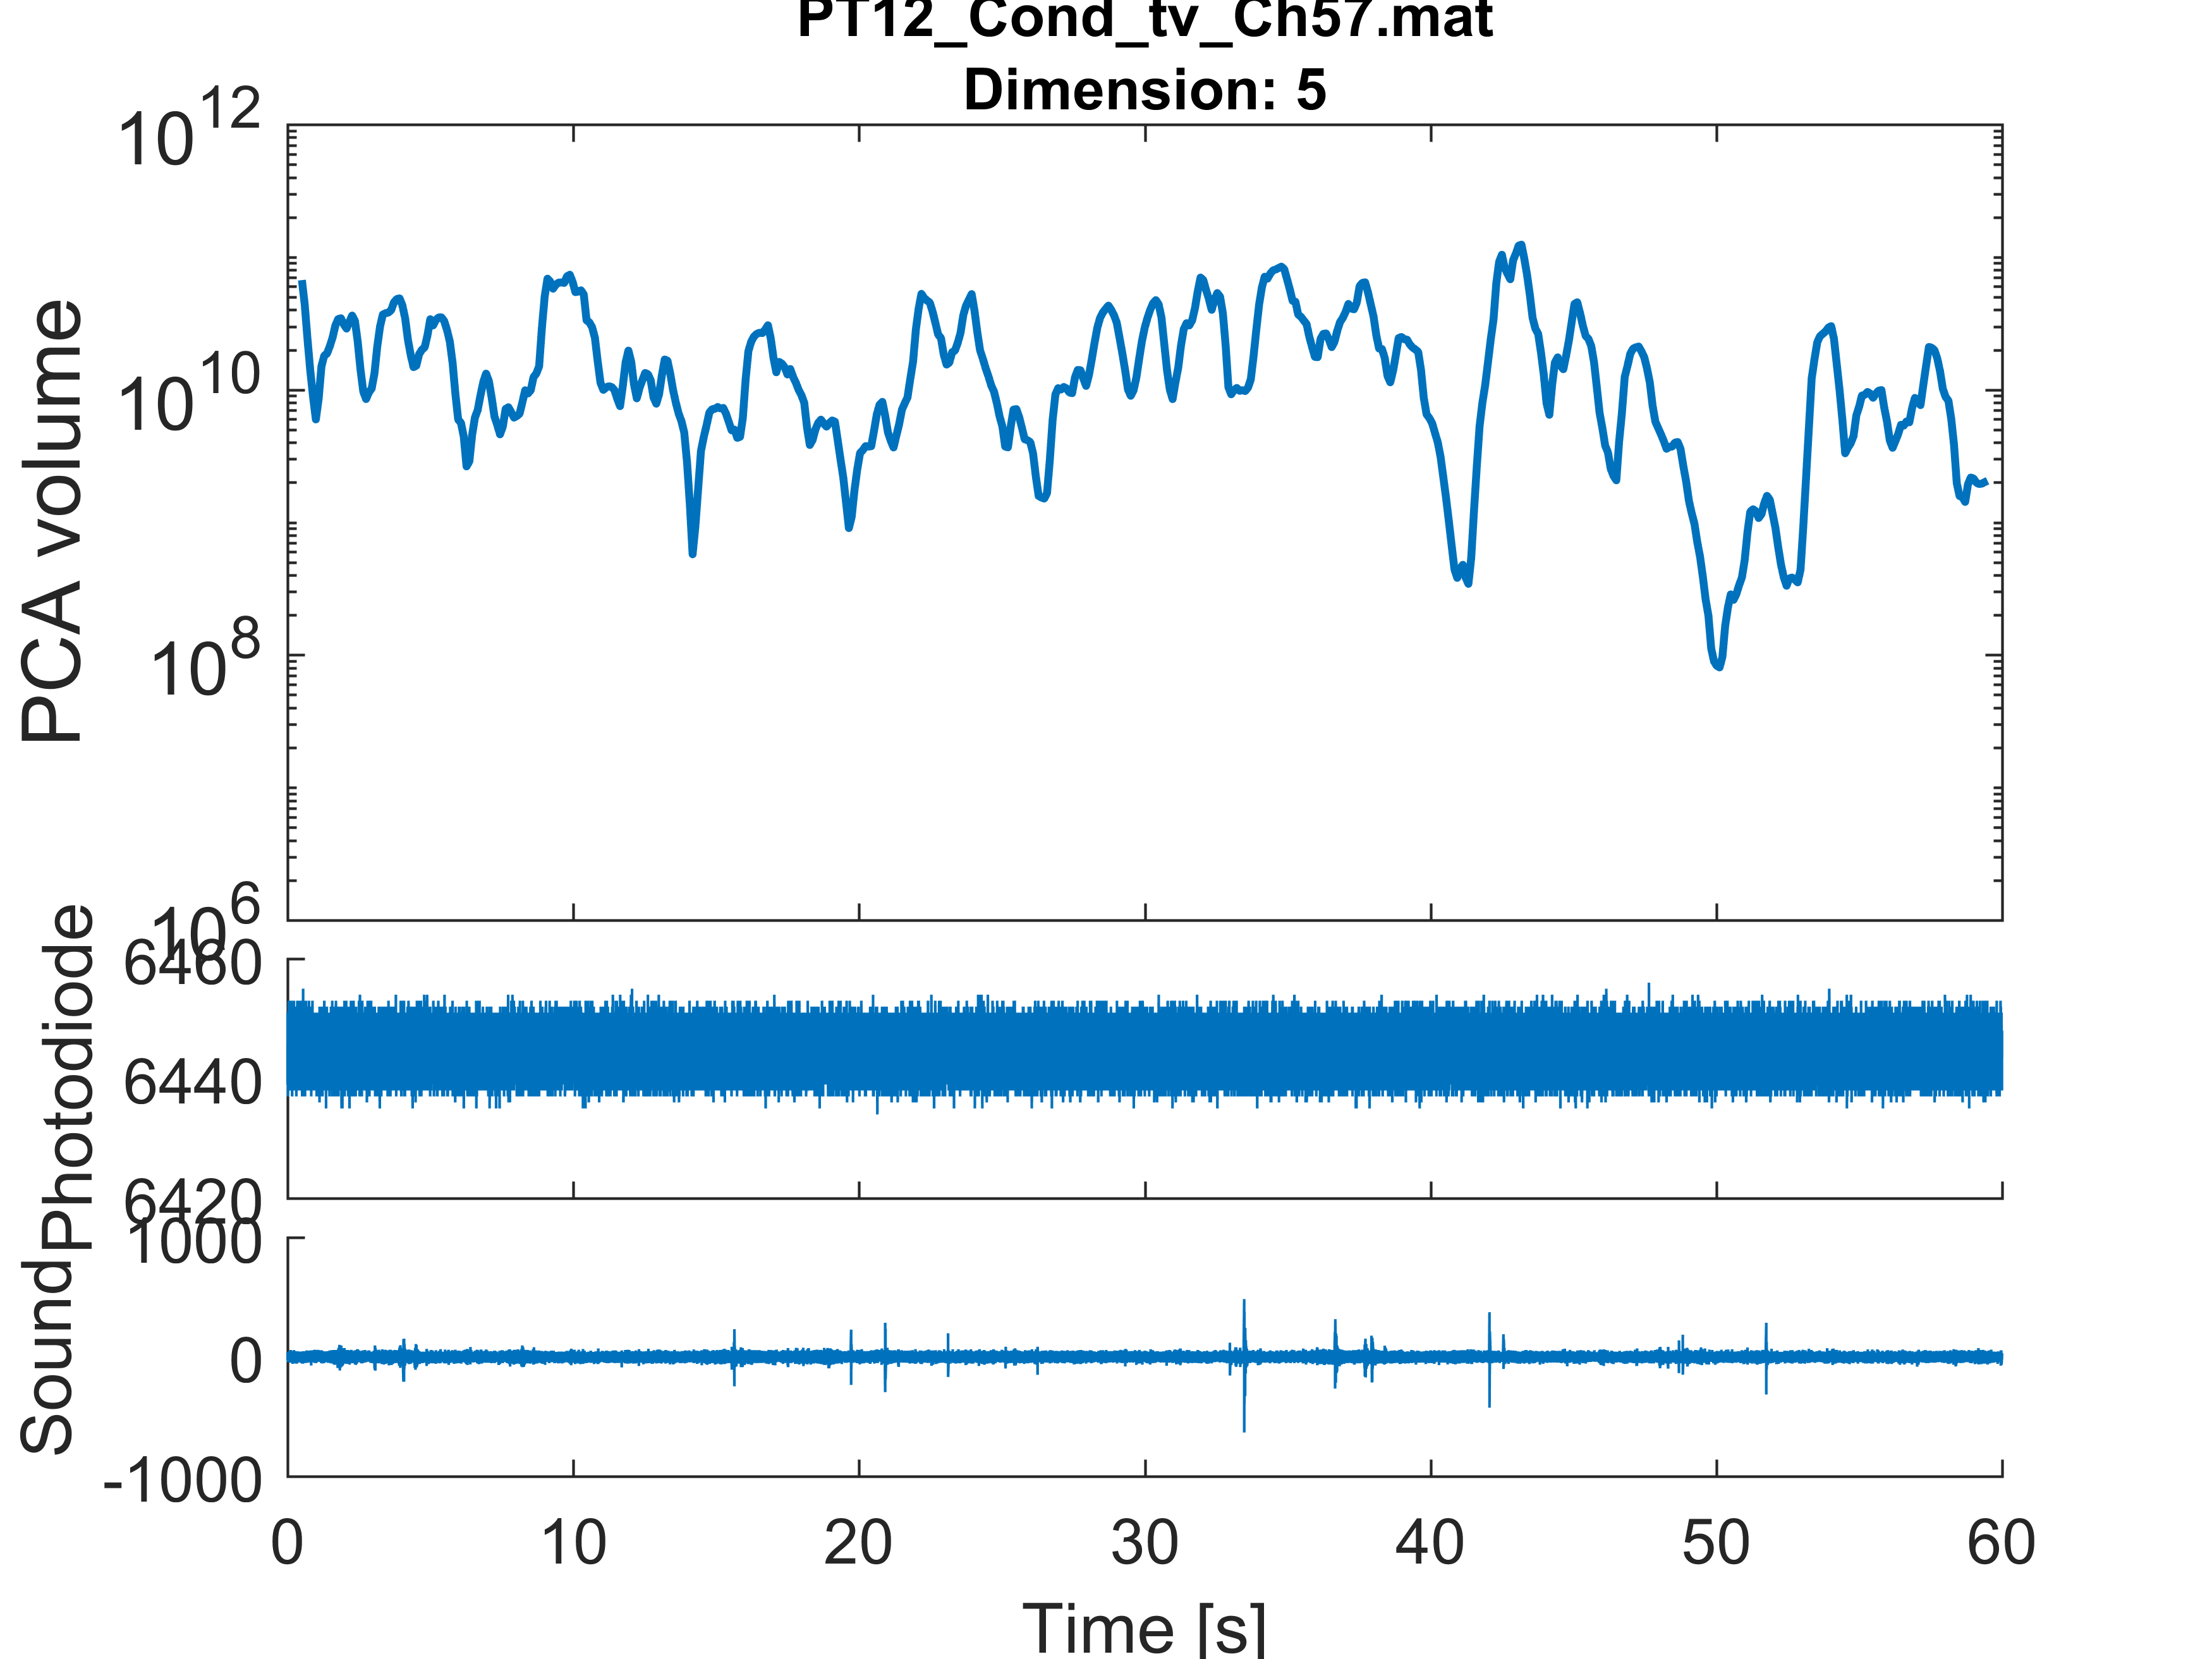 PT12_Cond_tv_Ch57.mat
Dimension: 5
10^12
10^10
10^8
10^6
PCA volume
6460
6440
6420
Photodiode
1000
0
-1000
Sound
0 10 20 30 40 50 60
Time [s]